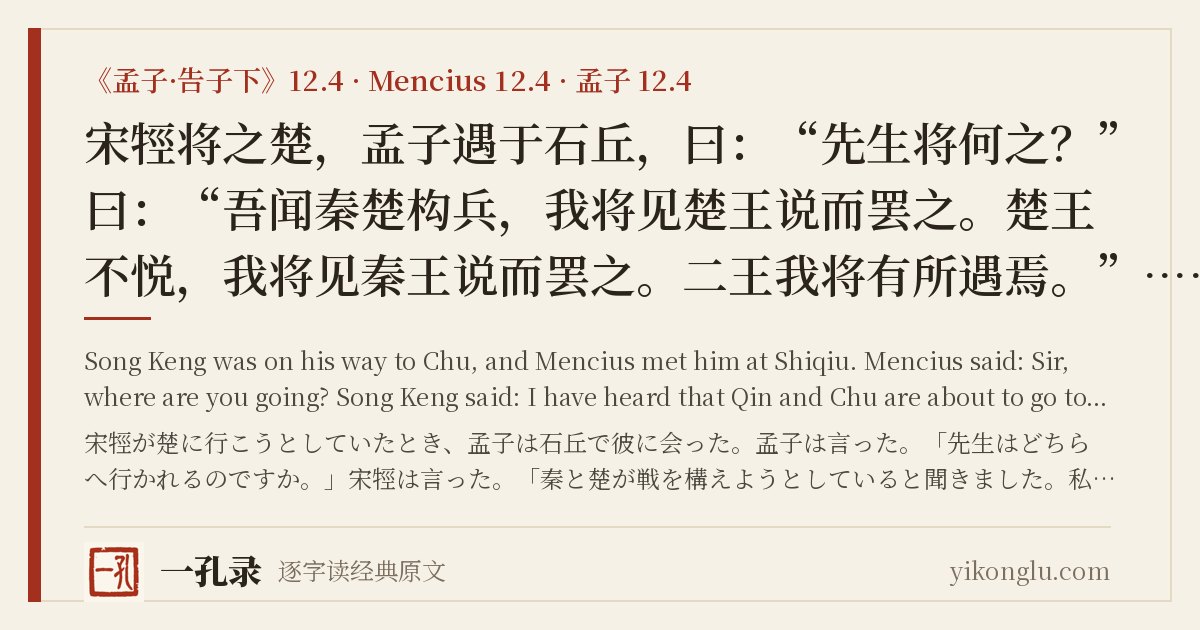 《孟子·告子下》12.4 · Mencius 12.4 · 孟子 12.4
宋牼将之楚，孟子遇于石丘，曰：“先生将何之？”
曰：“吾闻秦楚构兵，我将见楚王说而罢之。楚王
不悦，我将见秦王说而罢之。二王我将有所遇焉。”……
Song Keng was on his way to Chu, and Mencius met him at Shiqiu. Mencius said: Sir,
where are you going? Song Keng said: I have heard that Qin and Chu are about to go to…
宋牼が楚に行こうとしていたとき、孟子は石丘で彼に会った。孟子は言った。「先生はどちら
へ行かれるのですか。」宋牼は言った。「秦と楚が戦を構えようとしていると聞きました。私…
一孔
一孔录 逐字读经典原文 yikonglu.com